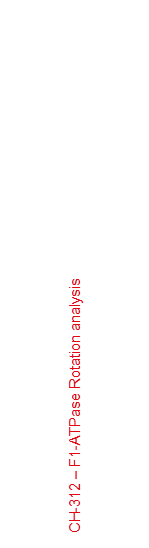 CH-312 – F1-ATPase Rotation analysis